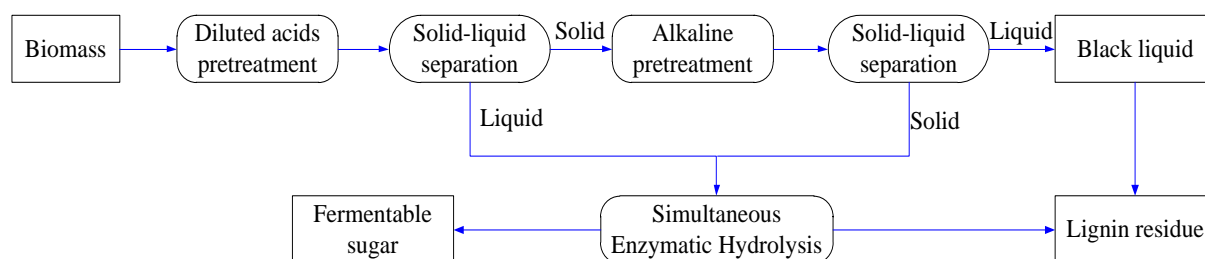 Biomass
Diluted acids
pretreatment
Solid-liquid
separation
Solid
Alkaline
pretreatment
Solid-liquid
separation
Liquid
Black liquid
Liquid
Solid
Fermentable
sugar
Simultaneous
Enzymatic Hydrolysis
Lignin residue